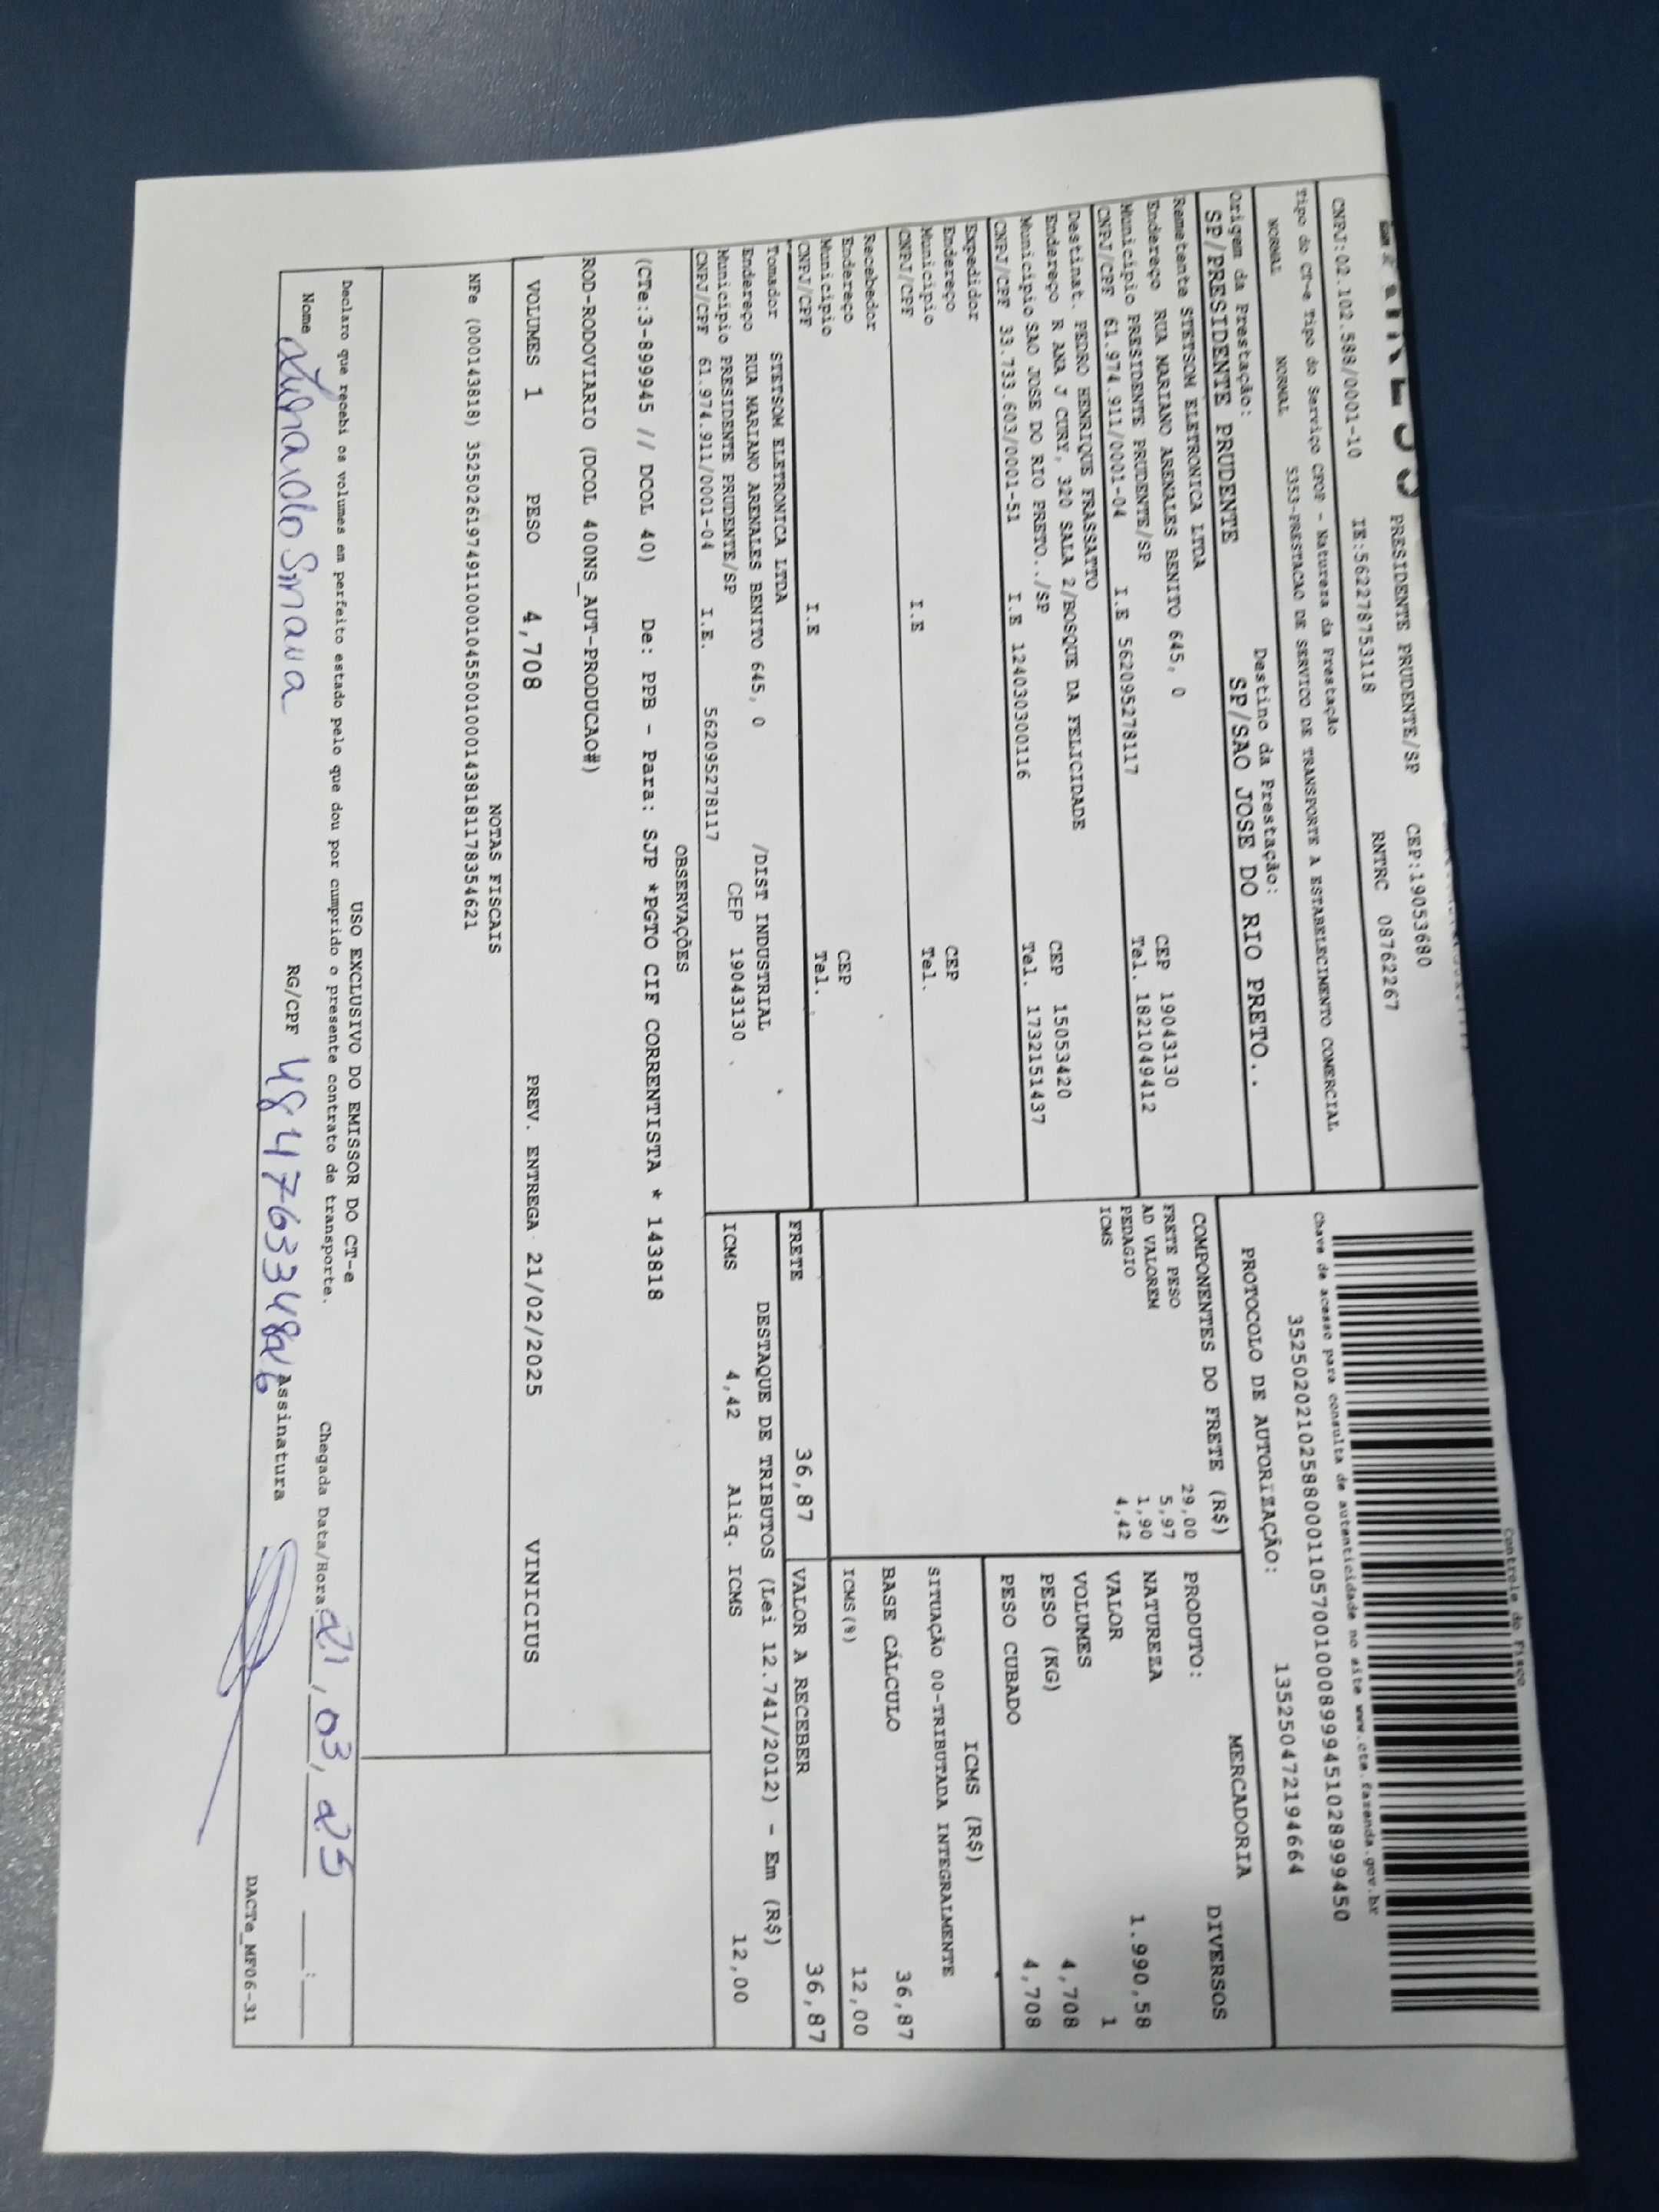 PRESIDENTE PRUDENTE/SP CEP:19053680
CNPJ:02.102.588/0001-10 IE:562278753118 RNTRC 08762267
Tipo do CT-e Tipo do Serviço CFOP - Natureza da Prestação
NORMAL NORMAL 5353-PRESTACAO DE SERVICO DE TRANSPORTE A ESTABELECIMENTO COMERCIAL
Origem da Prestação: Destino da Prestação:
SP/PRESIDENTE PRUDENTE SP/SAO JOSE DO RIO PRETO..
Remetente STETSOM ELETRONICA LTDA
Endereço RUA MARIANO ARENALES BENITO 645, 0 CEP 19043130
Município PRESIDENTE PRUDENTE/SP Tel. 1821049412
CNPJ/CPF 61.974.911/0001-04 I.E 562095278117
Destinat. PEDRO HENRIQUE FRASSATTO
Endereço R ANA J CURY, 320 SALA 2/BOSQUE DA FELICIDADE CEP 15053420
Município SAO JOSE DO RIO PRETO../SP Tel. 1732151437
CNPJ/CPF 33.733.603/0001-51 I.E 124030300116
Expedidor
Endereço CEP
Município Tel.
CNPJ/CPF I.E
Recebedor
Endereço CEP
Município Tel.
CNPJ/CPF I.E
Tomador STETSOM ELETRONICA LTDA
Endereço RUA MARIANO ARENALES BENITO 645, 0 /DIST INDUSTRIAL
Município PRESIDENTE PRUDENTE/SP CEP 19043130
CNPJ/CPF 61.974.911/0001-04 I.E. 562095278117
Controle do Fisco
Chave de acesso para consulta de autenticidade no site www.cte.fazenda.gov.br
35250202102588000110570010008999451028999450
PROTOCOLO DE AUTORIZAÇÃO: 135250472194664
COMPONENTES DO FRETE (R$)
FRETE PESO 29,00
AD VALOREM 5,97
PEDAGIO 1,90
ICMS 4,42
MERCADORIA
PRODUTO: DIVERSOS
NATUREZA
VALOR 1.990,58
VOLUMES 1
PESO (KG) 4,708
PESO CUBADO 4,708
ICMS (R$)
SITUAÇÃO 00-TRIBUTADA INTEGRALMENTE
BASE CÁLCULO 36,87
ICMS(%) 12,00
FRETE 36,87 VALOR A RECEBER 36,87
DESTAQUE DE TRIBUTOS (Lei 12.741/2012) - Em (R$)
ICMS 4,42 Aliq. ICMS 12,00
OBSERVAÇÕES
(CTe:3-899945 // DCOL 40) De: PPB - Para: SJP *PGTO CIF CORRENTISTA * 143818
ROD-RODOVIARIO (DCOL 400NS_AUT-PRODUCAO#)
VOLUMES 1 PESO 4,708 PREV. ENTREGA 21/02/2025 VINICIUS
NOTAS FISCAIS
NFe (000143818) 35250261974911000104550010001438181178354621
USO EXCLUSIVO DO EMISSOR DO CT-e
Declaro que recebi os volumes em perfeito estado pelo que dou por cumprido o presente contrato de transporte. Chegada Data/Hora: 21, 03, 25 __:__
Nome RG/CPF Assinatura
DACTe_MF06-31